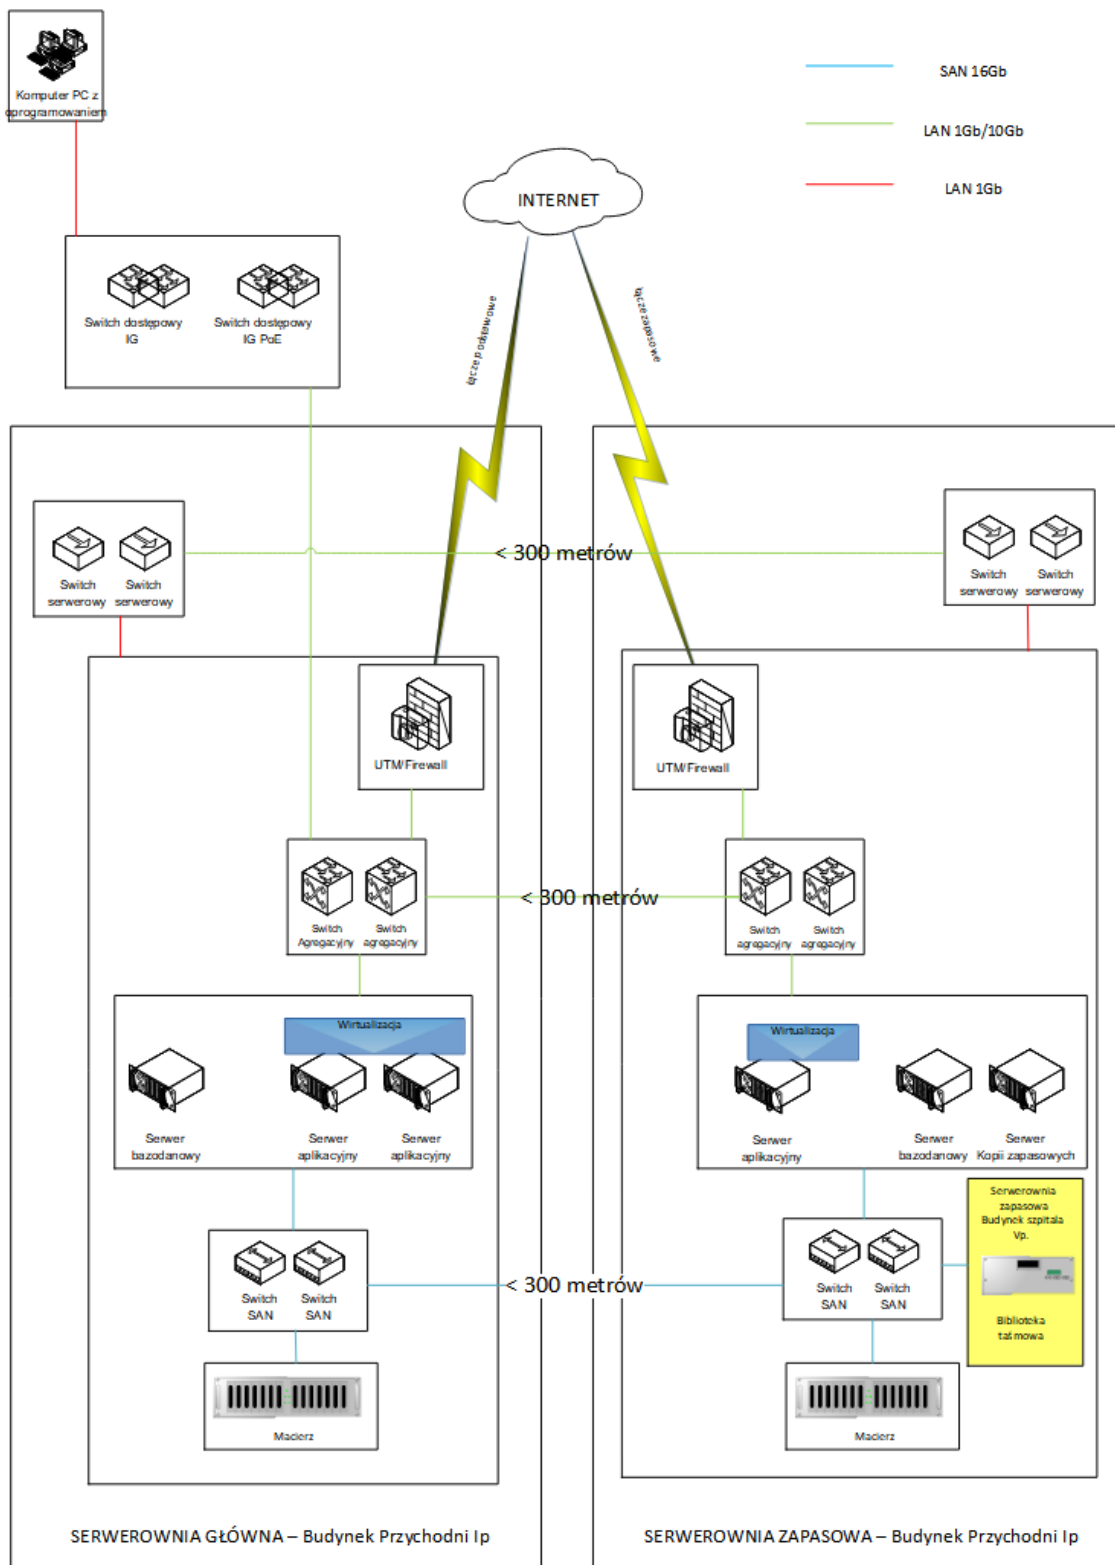 Komputer PC z
oprogramowaniem
SAN 16Gb
LAN 1Gb/10Gb
LAN 1Gb
INTERNET
łącze podstawowe
łącze zapasowe
Switch dostępowy
IG
Switch dostępowy
IG PoE
< 300 metrów
Switch
serwerowy
Switch
serwerowy
Switch
serwerowy
Switch
serwerowy
UTM/Firewall
UTM/Firewall
< 300 metrów
Switch
Agregacyjny
Switch
agregacyjny
Switch
agregacyjny
Switch
agregacyjny
Wirtualizacja
Wirtualizacja
Serwer
bazodanowy
Serwer
aplikacyjny
Serwer
aplikacyjny
Serwer
aplikacyjny
Serwer
bazodanowy
Serwer
Kopii zapasowych
Serwerownia
zapasowa
Budynek szpitala
Vp.
Biblioteka
taśmowa
< 300 metrów
Switch
SAN
Switch
SAN
Switch
SAN
Switch
SAN
Macierz
Macierz
SERWEROWNIA GŁÓWNA – Budynek Przychodni Ip
SERWEROWNIA ZAPASOWA – Budynek Przychodni Ip